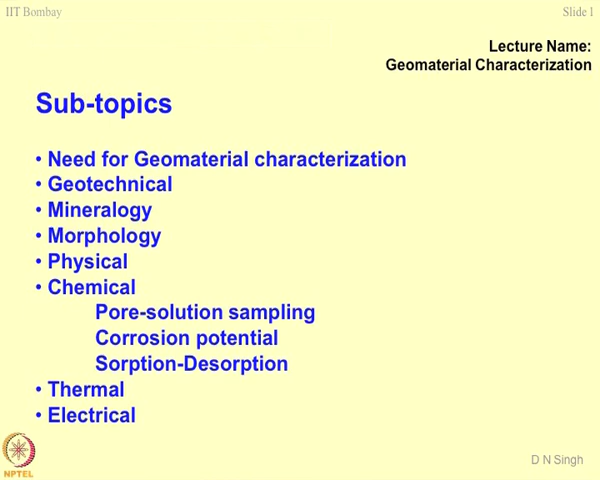 IIT Bombay
Slide 1
Lecture Name:
Geomaterial Characterization
Sub-topics
• Need for Geomaterial characterization
• Geotechnical
• Mineralogy
• Morphology
• Physical
• Chemical
Pore-solution sampling
Corrosion potential
Sorption-Desorption
• Thermal
• Electrical
NPTEL
D N Singh